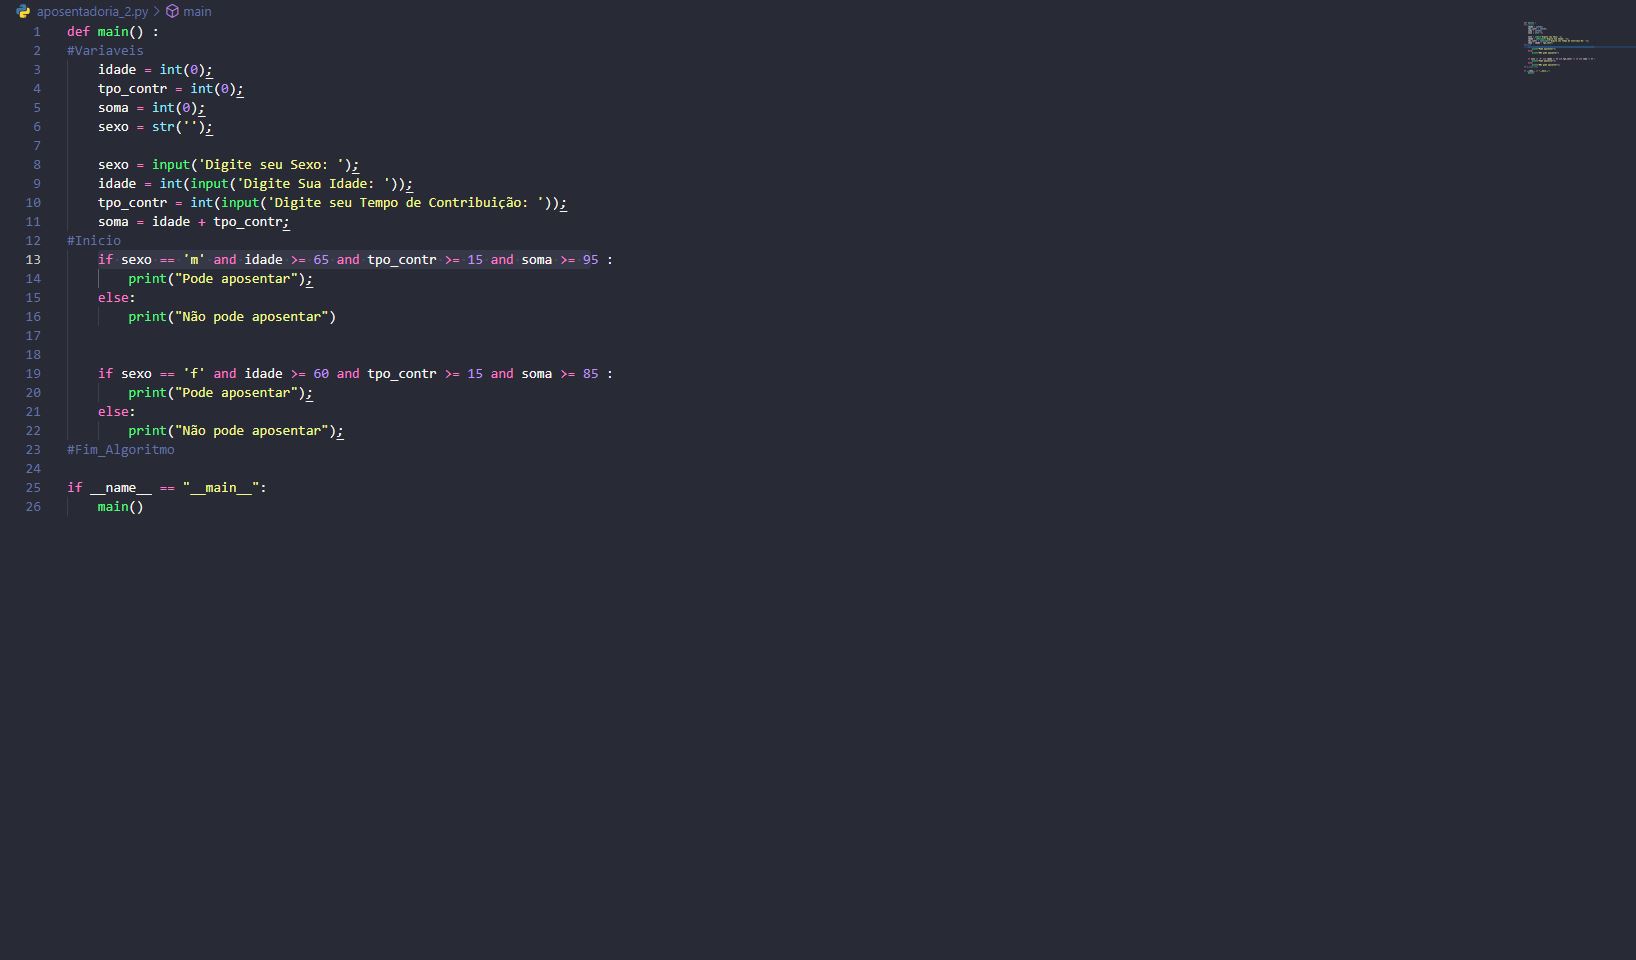 aposentadoria_2.py > main
1 def main() :
2 #Variaveis
3     idade = int(0);
4     tpo_contr = int(0);
5     soma = int(0);
6     sexo = str('');
7
8     sexo = input('Digite seu Sexo: ');
9     idade = int(input('Digite Sua Idade: '));
10     tpo_contr = int(input('Digite seu Tempo de Contribuição: '));
11     soma = idade + tpo_contr;
12 #Inicio
13     if sexo == 'm' and idade >= 65 and tpo_contr >= 15 and soma >= 95 :
14         print("Pode aposentar");
15     else:
16         print("Não pode aposentar")
17
18
19     if sexo == 'f' and idade >= 60 and tpo_contr >= 15 and soma >= 85 :
20         print("Pode aposentar");
21     else:
22         print("Não pode aposentar");
23 #Fim_Algoritmo
24
25 if __name__ == "__main__":
26     main()